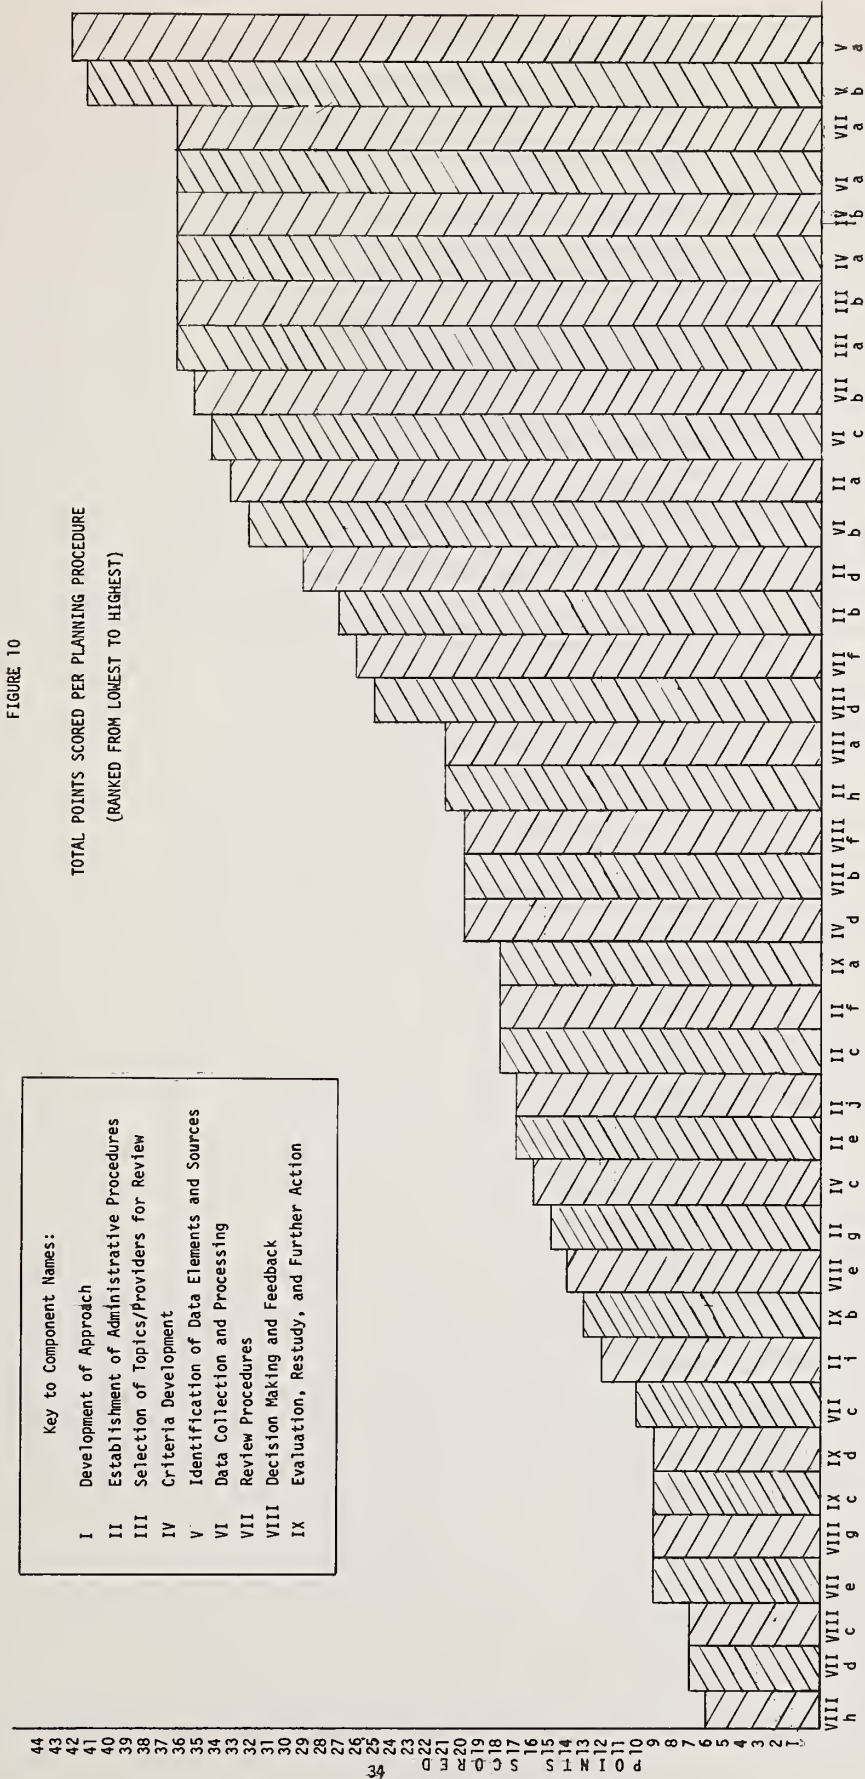 FIGURE 10
TOTAL POINTS SCORED PER PLANNING PROCEDURE
(RANKED FROM LOWEST TO HIGHEST)
Key to Component Names:
I Development of Approach
II Establishment of Administrative Procedures
III Selection of Topics/Providers for Review
IV Criteria Development
V Identification of Data Elements and Sources
VI Data Collection and Processing
VII Review Procedures
VIII Decision Making and Feedback
IX Evaluation, Restudy, and Further Action
44
43
42
41
40
39
38
37
36
35
34
33
32
31
30
29
28
27
26
25
24
23
22
21
20
19
18
17
16
15
14
13
12
11
10
9
8
7
6
5
4
3
2
1
POINTS SCORED
VIII VII VIII VII VIII IX IX VII II IX VIII II IV II II II II IX IV VIII VIII II VIII VIII VII II II VI II VI VII III III IV IV VI VII V V
h d c e g c d c i b e g c e j c f a d b f h a d f b d b a c b a b a b a a b a
34